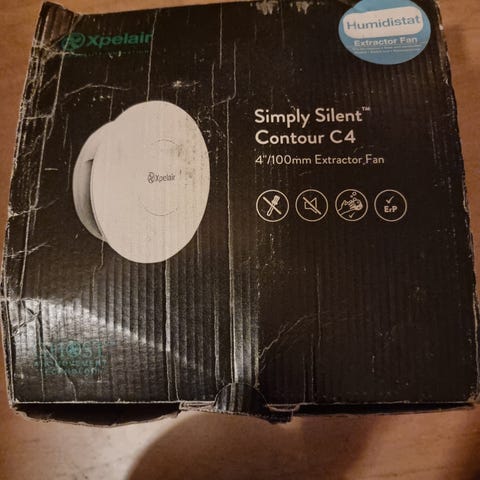 Xpelair
Humidistat
Extractor Fan
Simply Silent™
Contour C4
4"/100mm Extractor Fan
Xpelair
ErP